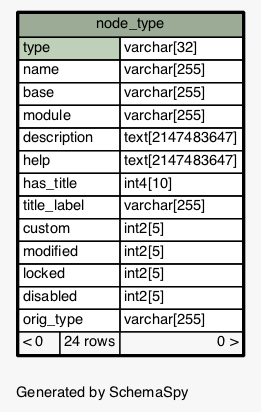 node_type
type varchar[32]
name varchar[255]
base varchar[255]
module varchar[255]
description text[2147483647]
help text[2147483647]
has_title int4[10]
title_label varchar[255]
custom int2[5]
modified int2[5]
locked int2[5]
disabled int2[5]
orig_type varchar[255]
< 0 24 rows 0 >
Generated by SchemaSpy